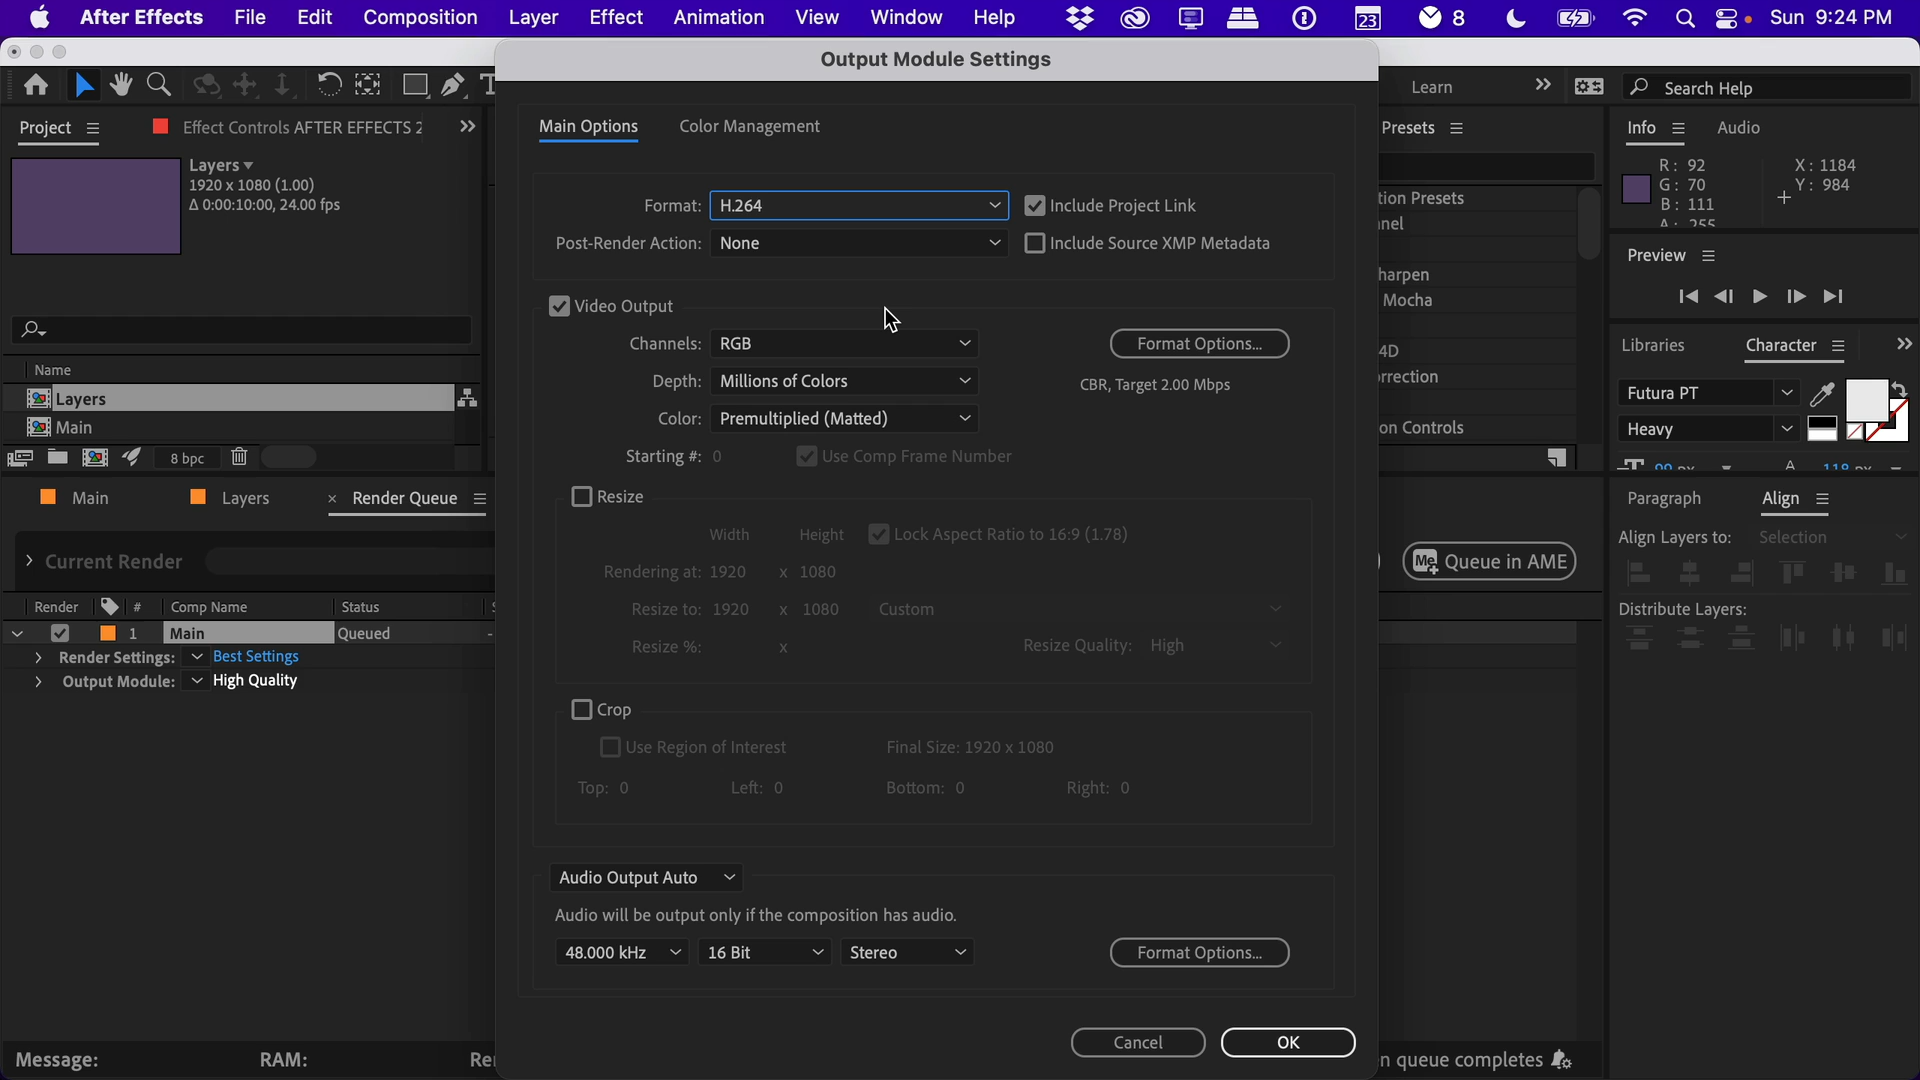 After Effects File Edit Composition Layer Effect Animation View Window Help 23 8 Sun 9:24 PM
Output Module Settings
Learn Search Help
Project Effect Controls AFTER EFFECTS 2
Main Options Color Management
Presets Info Audio
Layers
1920 x 1080 (1.00)
Δ 0:00:10:00, 24.00 fps
Format: H.264 Include Project Link
Post-Render Action: None Include Source XMP Metadata
R: 92 X: 1184
G: 70 Y: 984
B: 111
A: 255
tion Presets
nel
Preview
harpen
Mocha
Video Output
Channels: RGB Format Options...
Depth: Millions of Colors CBR, Target 2.00 Mbps
Color: Premultiplied (Matted)
Starting #: 0 Use Comp Frame Number
4D
rrection
on Controls
Libraries Character
Futura PT
Heavy
Name
Layers
Main
8 bpc
Main Layers × Render Queue
Resize
Width Height Lock Aspect Ratio to 16:9 (1.78)
Rendering at: 1920 x 1080
Resize to: 1920 x 1080 Custom
Resize %: x Resize Quality: High
Paragraph Align
Align Layers to: Selection
Distribute Layers:
Current Render
Me Queue in AME
Render # Comp Name Status
1 Main Queued -
Render Settings: Best Settings
Output Module: High Quality
Crop
Use Region of Interest Final Size: 1920 x 1080
Top: 0 Left: 0 Bottom: 0 Right: 0
Audio Output Auto
Audio will be output only if the composition has audio.
48.000 kHz 16 Bit Stereo Format Options...
Cancel OK
Message: RAM: Re
n queue completes